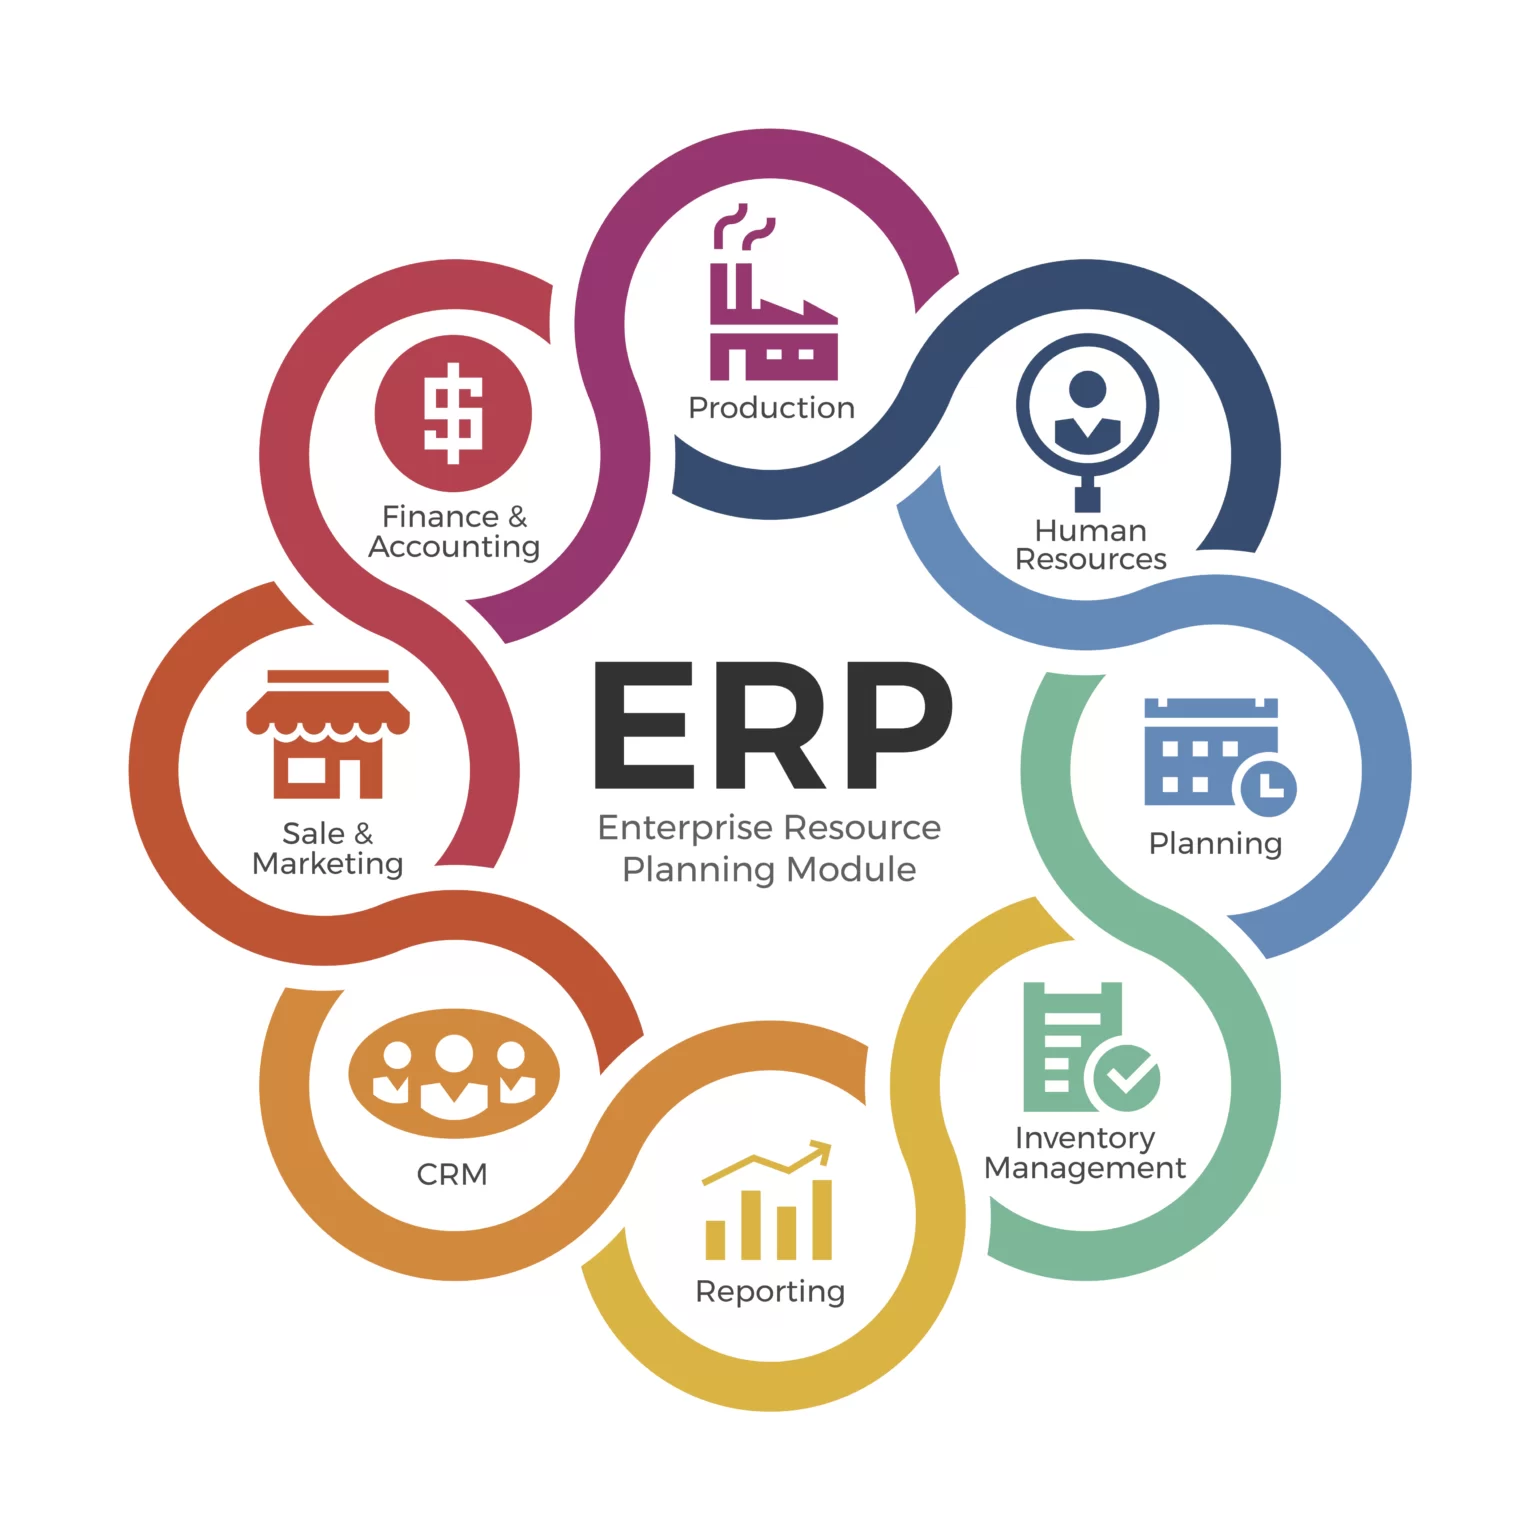 Production
Finance &
Accounting
Human
Resources
ERP
Enterprise Resource
Planning Module
Sale &
Marketing
Planning
CRM
Inventory
Management
Reporting